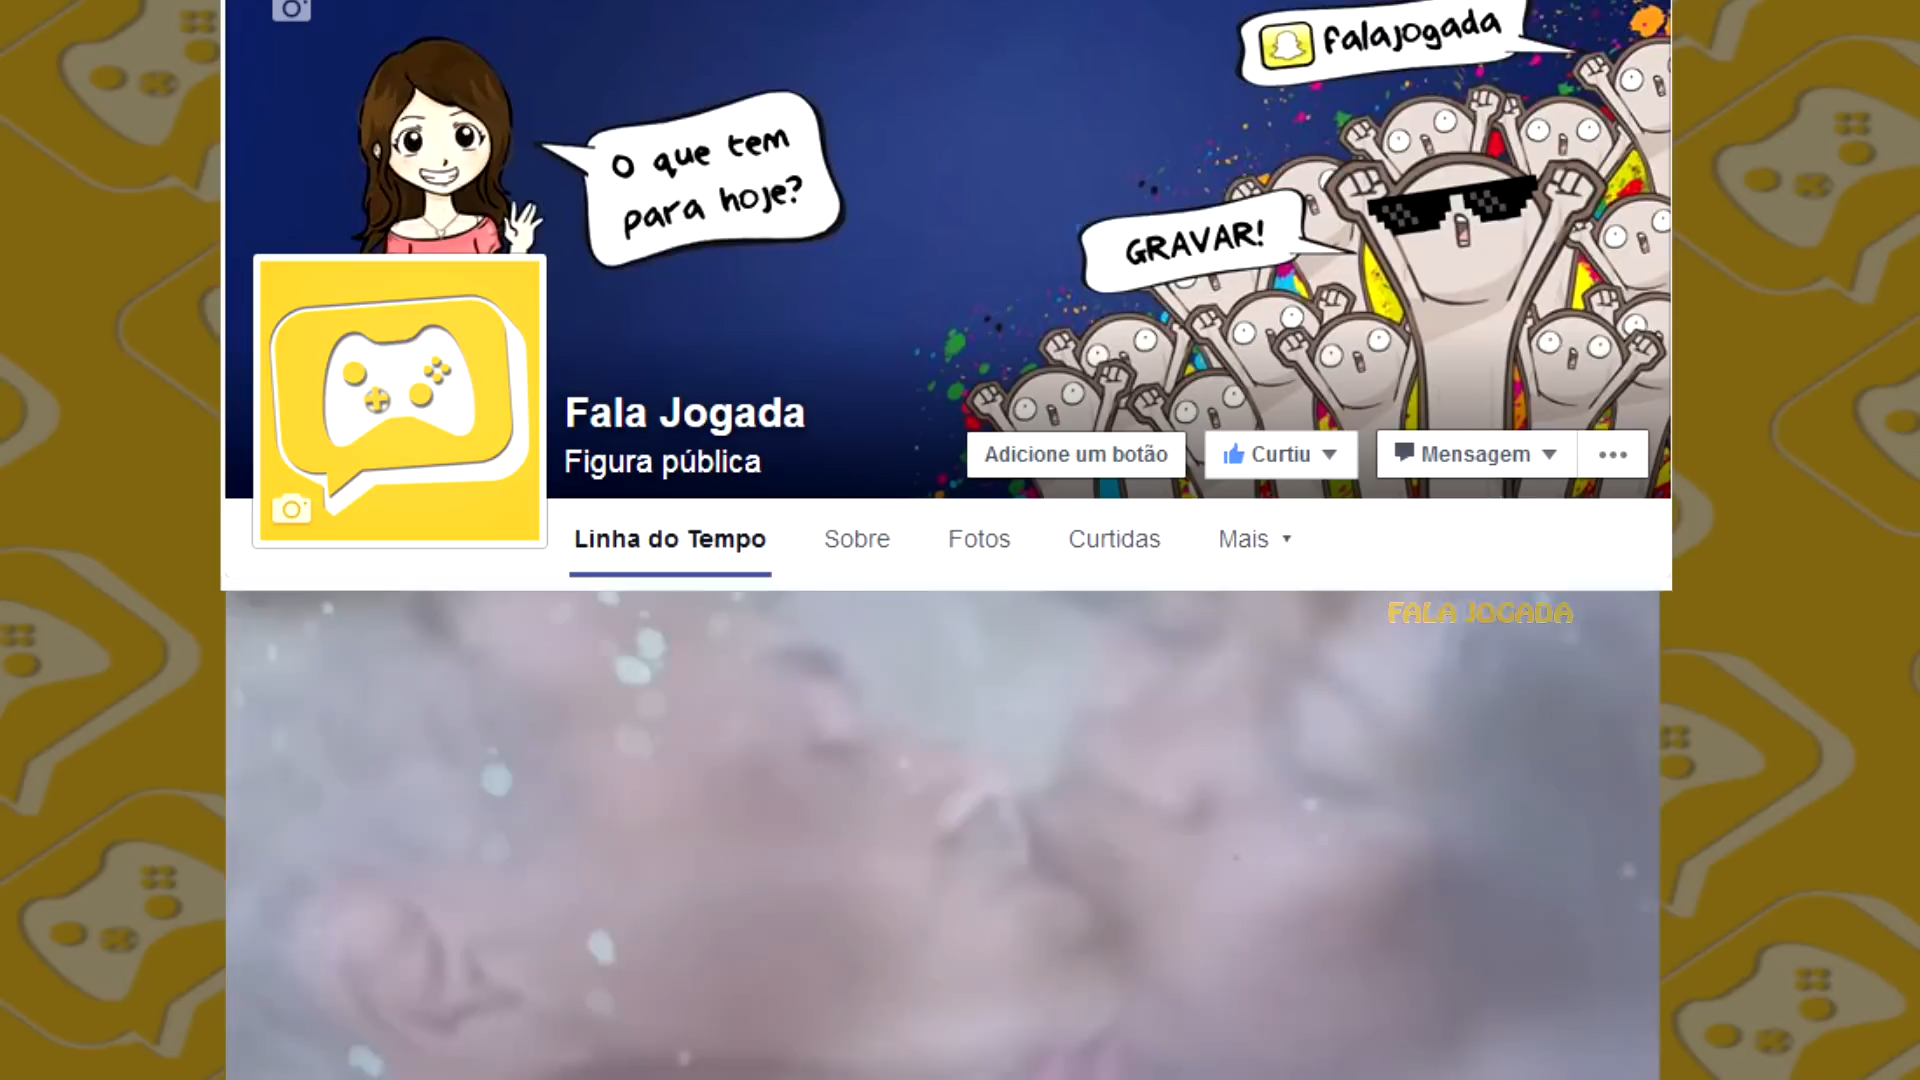 falajogada
O que tem
para hoje?
GRAVAR!
Fala Jogada
Figura pública
Adicione um botão
Curtiu
Mensagem
Linha do Tempo
Sobre
Fotos
Curtidas
Mais
FALA JOGADA